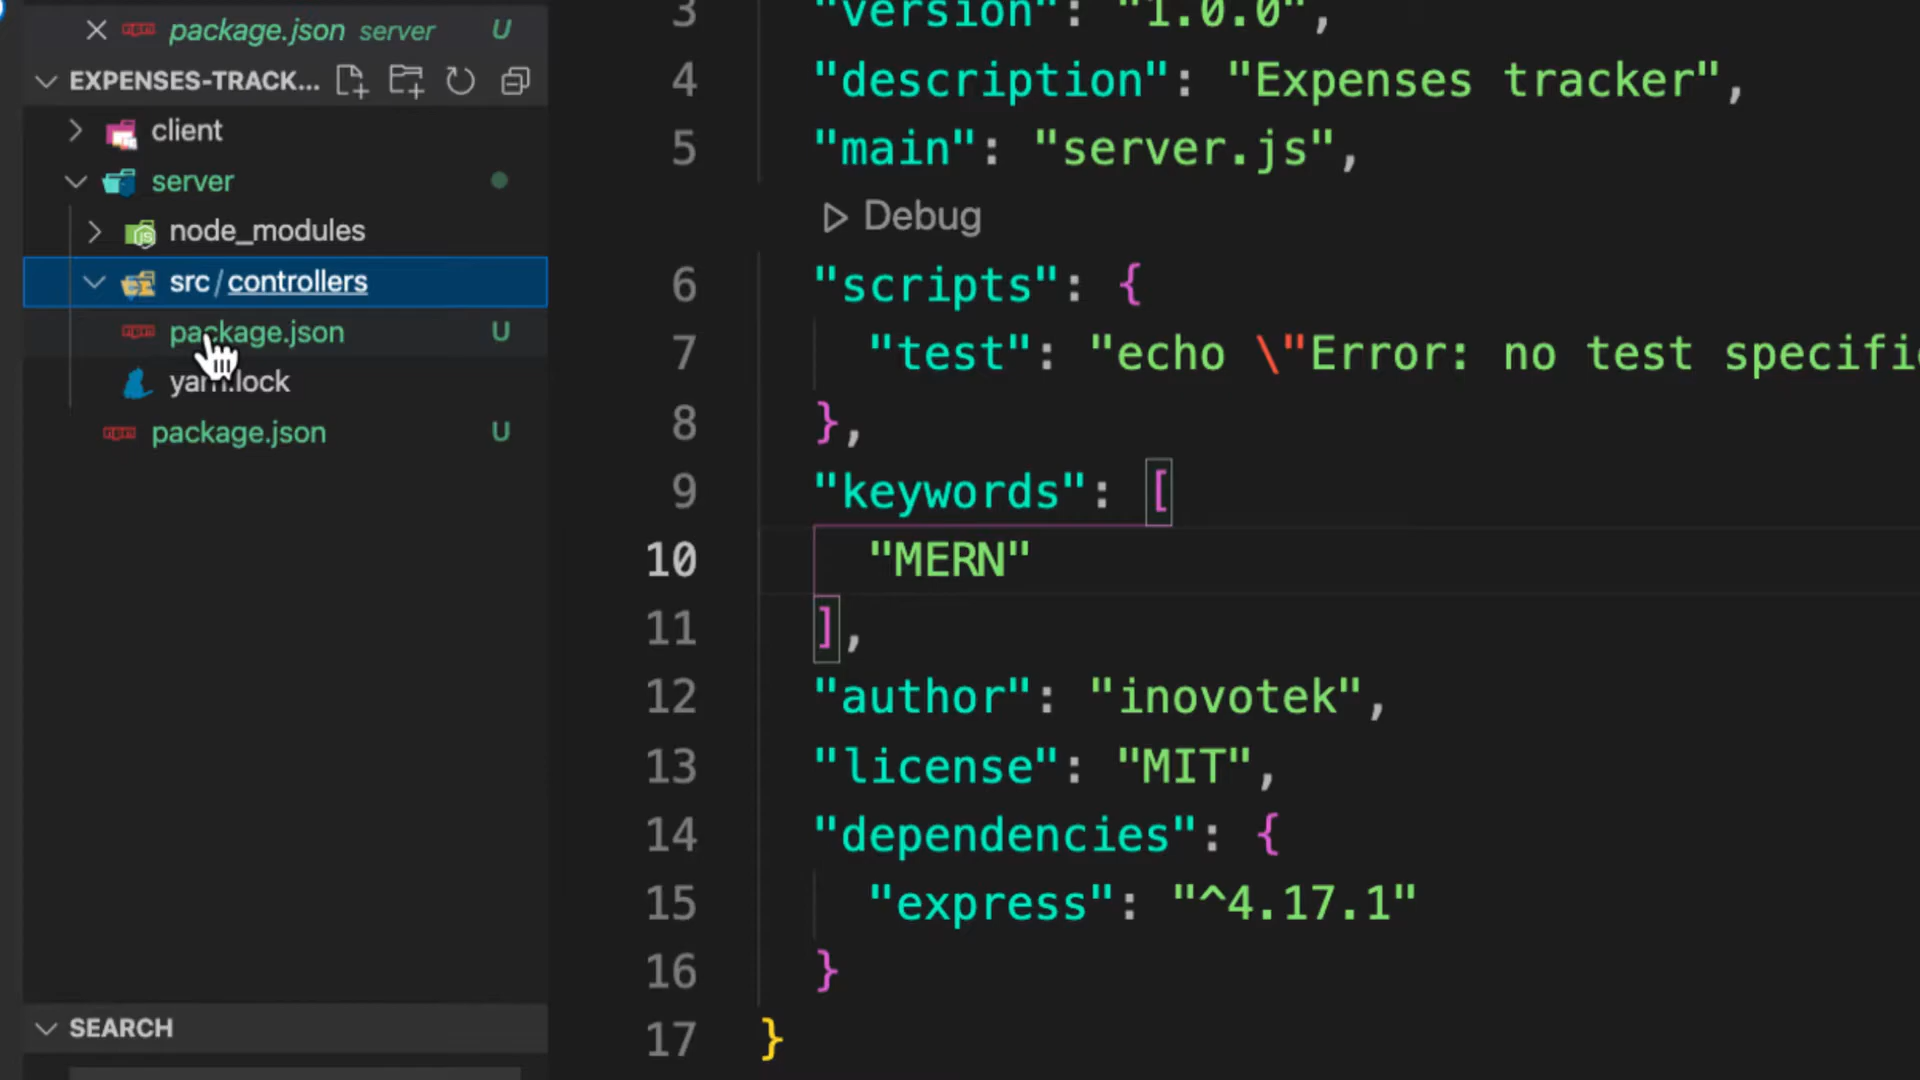 package.json server U
EXPENSES-TRACK...
client
server
node_modules
src/controllers
package.json U
yarn.lock
package.json U
SEARCH
3 "version": "1.0.0",
4 "description": "Expenses tracker",
5 "main": "server.js",
Debug
6 "scripts": {
7 "test": "echo \"Error: no test specifi
8 },
9 "keywords": [
10 "MERN"
11 ],
12 "author": "inovotek",
13 "license": "MIT",
14 "dependencies": {
15 "express": "^4.17.1"
16 }
17 }